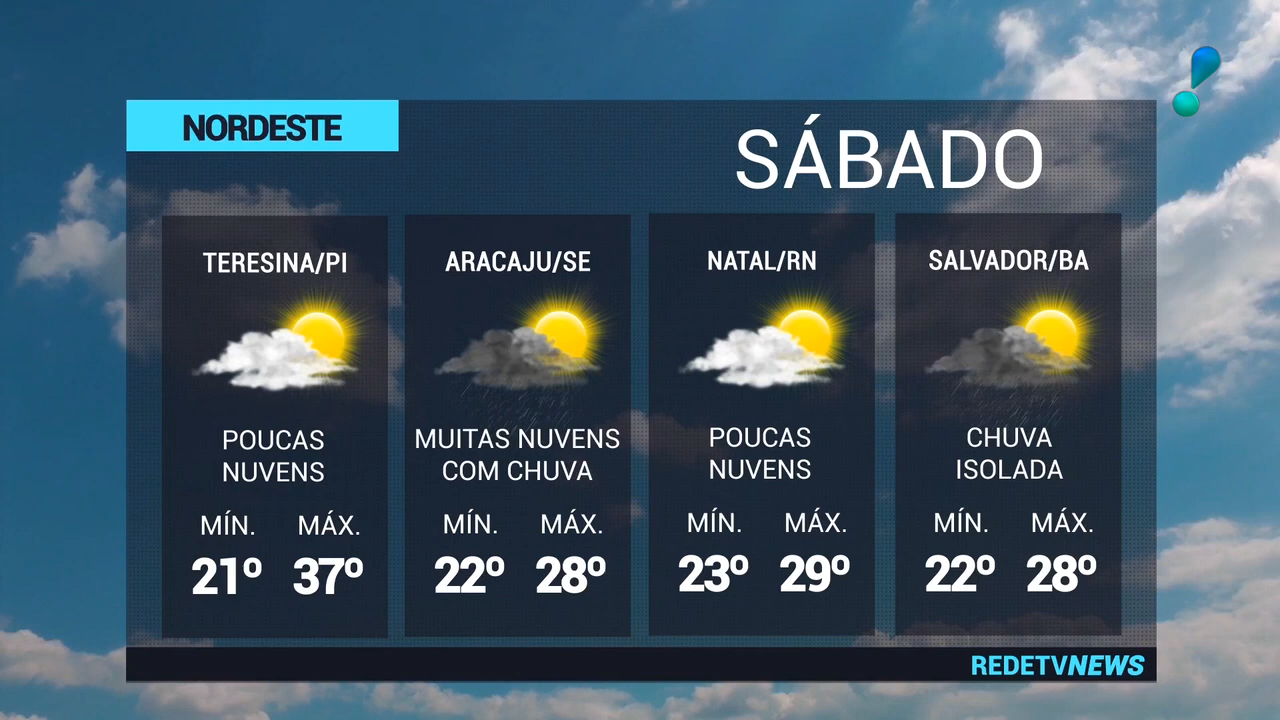 NORDESTE
SÁBADO
TERESINA/PI
POUCAS
NUVENS
MÍN. MÁX.
21º 37º
ARACAJU/SE
MUITAS NUVENS
COM CHUVA
MÍN. MÁX.
22º 28º
NATAL/RN
POUCAS
NUVENS
MÍN. MÁX.
23º 29º
SALVADOR/BA
CHUVA
ISOLADA
MÍN. MÁX.
22º 28º
REDETVNEWS